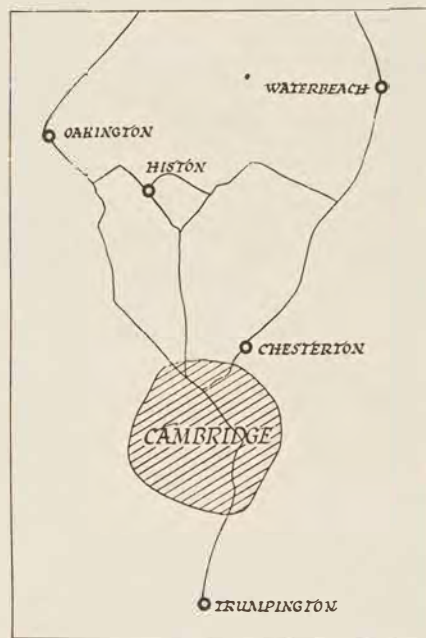 WATERBEACH
OAKINGTON
HISTON
CHESTERTON
CAMBRIDGE
TRUMPINGTON